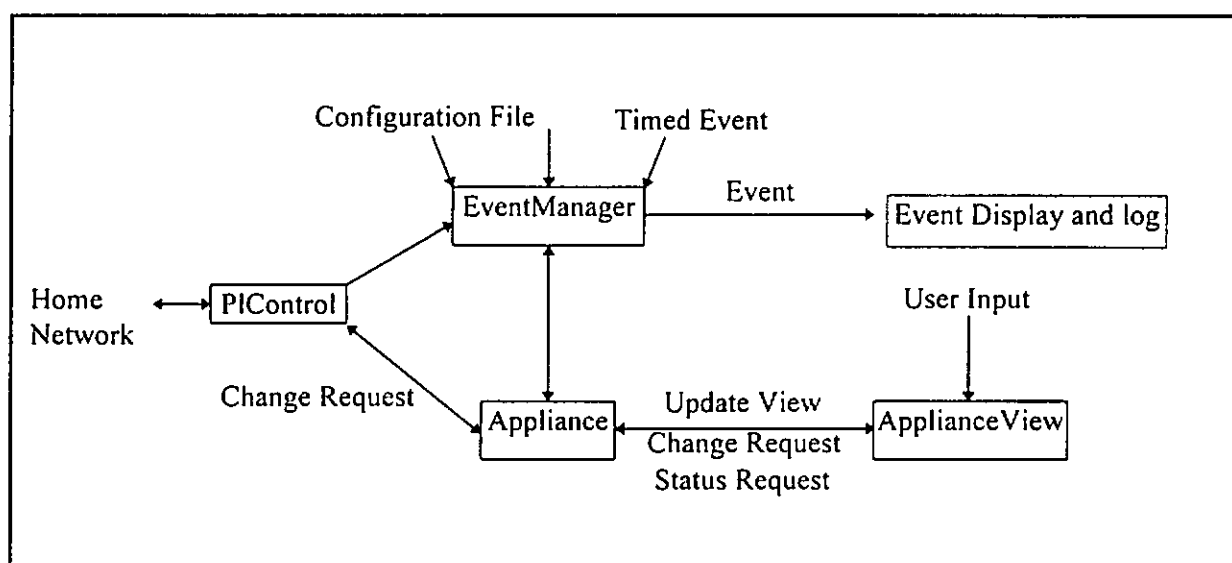 Configuration File
Timed Event
EventManager
Event
Event Display and log
Home
Network
PIControl
User Input
Change Request
Appliance
Update View
Change Request
Status Request
ApplianceView